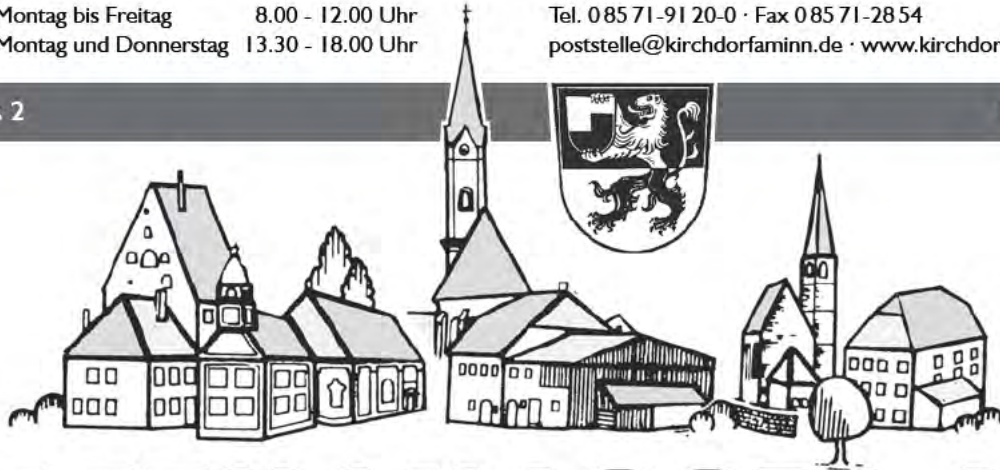 Montag bis Freitag 8.00 - 12.00 Uhr
Montag und Donnerstag 13.30 - 18.00 Uhr
Tel. 0 85 71-91 20-0 · Fax 0 85 71-28 54
poststelle@kirchdorfaminn.de · www.kirchdor
. 2